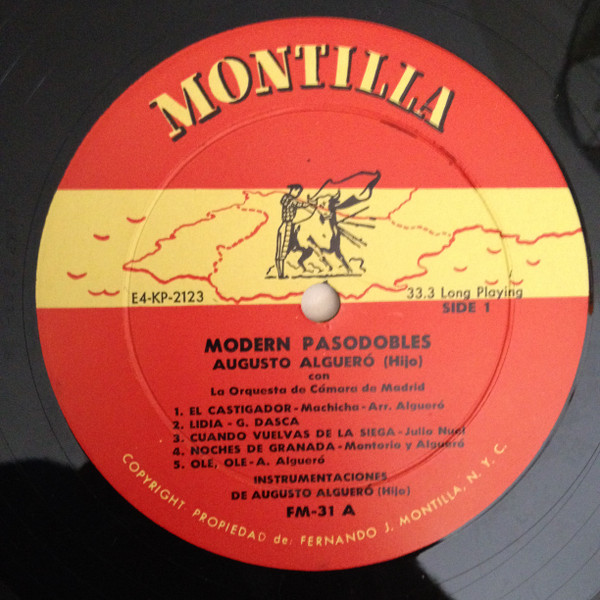 MONTILLA
E4-KP-2123
33.3 Long Playing
SIDE 1
MODERN PASODOBLES
AUGUSTO ALGUERÓ (Hijo)
con
La Orquesta de Cámara de Madrid
1. EL CASTIGADOR - Machicha - Arr. Algueró
2. LIDIA - G. DASCA
3. CUANDO VUELVAS DE LA SIEGA - Julio Nuel
4. NOCHES DE GRANADA - Montorio y Algueró
5. OLE, OLE - A. Algueró
INSTRUMENTACIONES
DE AUGUSTO ALGUERÓ (Hijo)
FM-31 A
COPYRIGHT PROPIEDAD de: FERNANDO J. MONTILLA, N. Y. C.